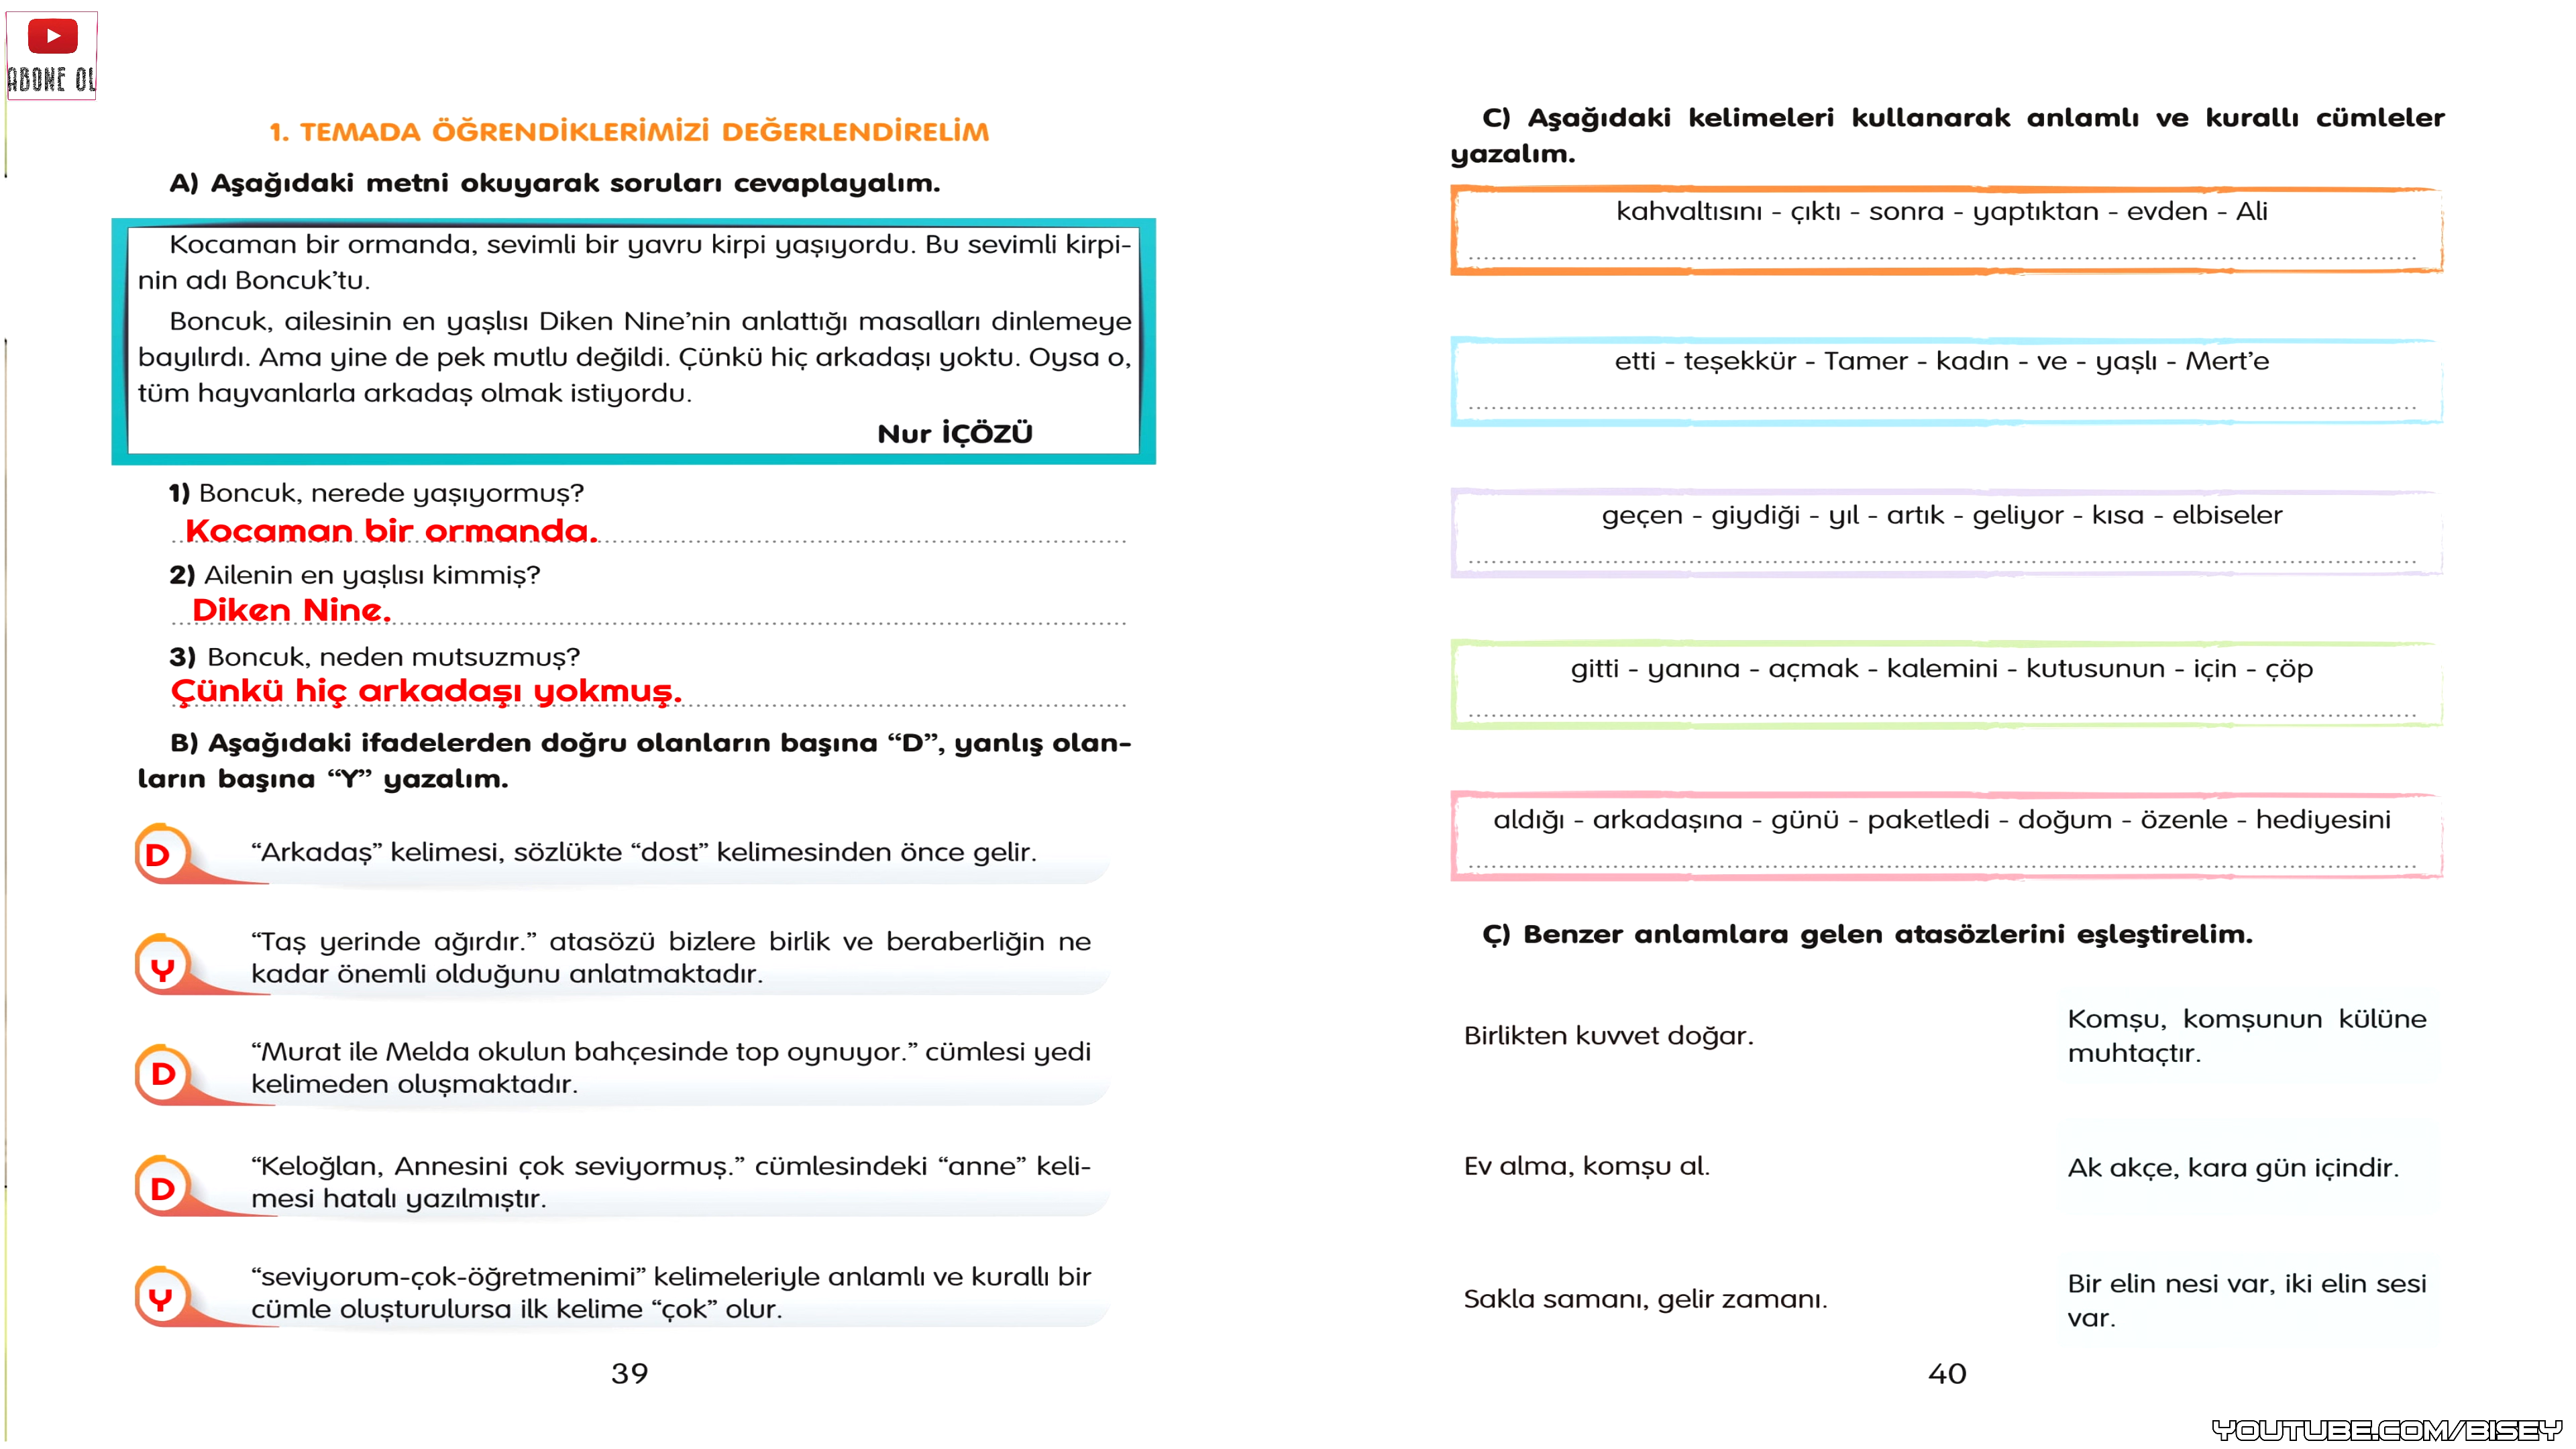 ABONE OL
1. TEMADA ÖĞRENDİKLERİMİZİ DEĞERLENDİRELİM
A) Aşağıdaki metni okuyarak soruları cevaplayalım.
Kocaman bir ormanda, sevimli bir yavru kirpi yaşıyordu. Bu sevimli kirpi-
nin adı Boncuk’tu.
Boncuk, ailesinin en yaşlısı Diken Nine’nin anlattığı masalları dinlemeye
bayılırdı. Ama yine de pek mutlu değildi. Çünkü hiç arkadaşı yoktu. Oysa o,
tüm hayvanlarla arkadaş olmak istiyordu.
Nur İÇÖZÜ
1) Boncuk, nerede yaşıyormuş?
Kocaman bir ormanda.
2) Ailenin en yaşlısı kimmiş?
Diken Nine.
3) Boncuk, neden mutsuzmuş?
Çünkü hiç arkadaşı yokmuş.
B) Aşağıdaki ifadelerden doğru olanların başına “D”, yanlış olan-
ların başına “Y” yazalım.
D “Arkadaş” kelimesi, sözlükte “dost” kelimesinden önce gelir.
Y “Taş yerinde ağırdır.” atasözü bizlere birlik ve beraberliğin ne
kadar önemli olduğunu anlatmaktadır.
D “Murat ile Melda okulun bahçesinde top oynuyor.” cümlesi yedi
kelimeden oluşmaktadır.
D “Keloğlan, Annesini çok seviyormuş.” cümlesindeki “anne” keli-
mesi hatalı yazılmıştır.
Y “seviyorum-çok-öğretmenimi” kelimeleriyle anlamlı ve kurallı bir
cümle oluşturulursa ilk kelime “çok” olur.
39
C) Aşağıdaki kelimeleri kullanarak anlamlı ve kurallı cümleler
yazalım.
kahvaltısını - çıktı - sonra - yaptıktan - evden - Ali
etti - teşekkür - Tamer - kadın - ve - yaşlı - Mert’e
geçen - giydiği - yıl - artık - geliyor - kısa - elbiseler
gitti - yanına - açmak - kalemini - kutusunun - için - çöp
aldığı - arkadaşına - günü - paketledi - doğum - özenle - hediyesini
Ç) Benzer anlamlara gelen atasözlerini eşleştirelim.
Birlikten kuvvet doğar.
Komşu, komşunun külüne
muhtaçtır.
Ev alma, komşu al.
Ak akçe, kara gün içindir.
Sakla samanı, gelir zamanı.
Bir elin nesi var, iki elin sesi
var.
40
YOUTUBE.COM/BISEY